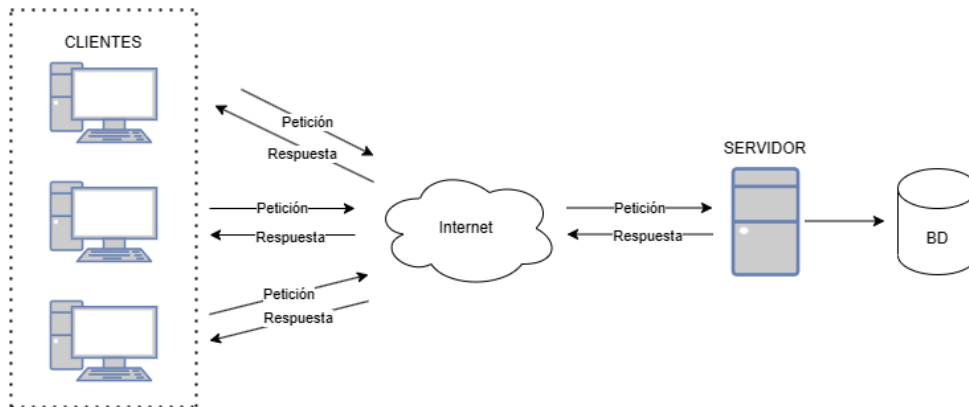 CLIENTES
Petición
Respuesta
Petición
Respuesta
Petición
Respuesta
Internet
Petición
Respuesta
SERVIDOR
BD